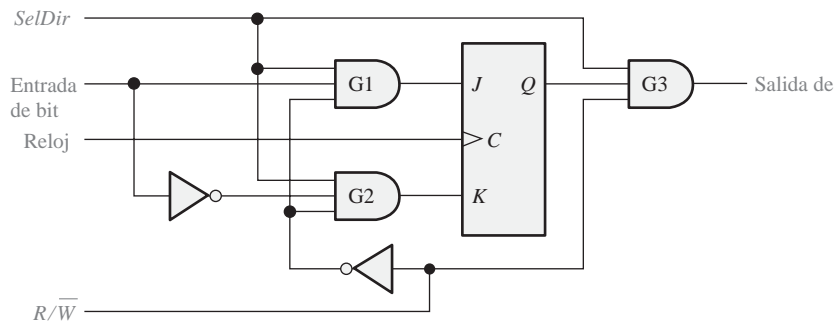 SelDir
G1
J
Q
G3
Entrada
de bit
Salida de
Reloj
C
G2
K
R/W̅